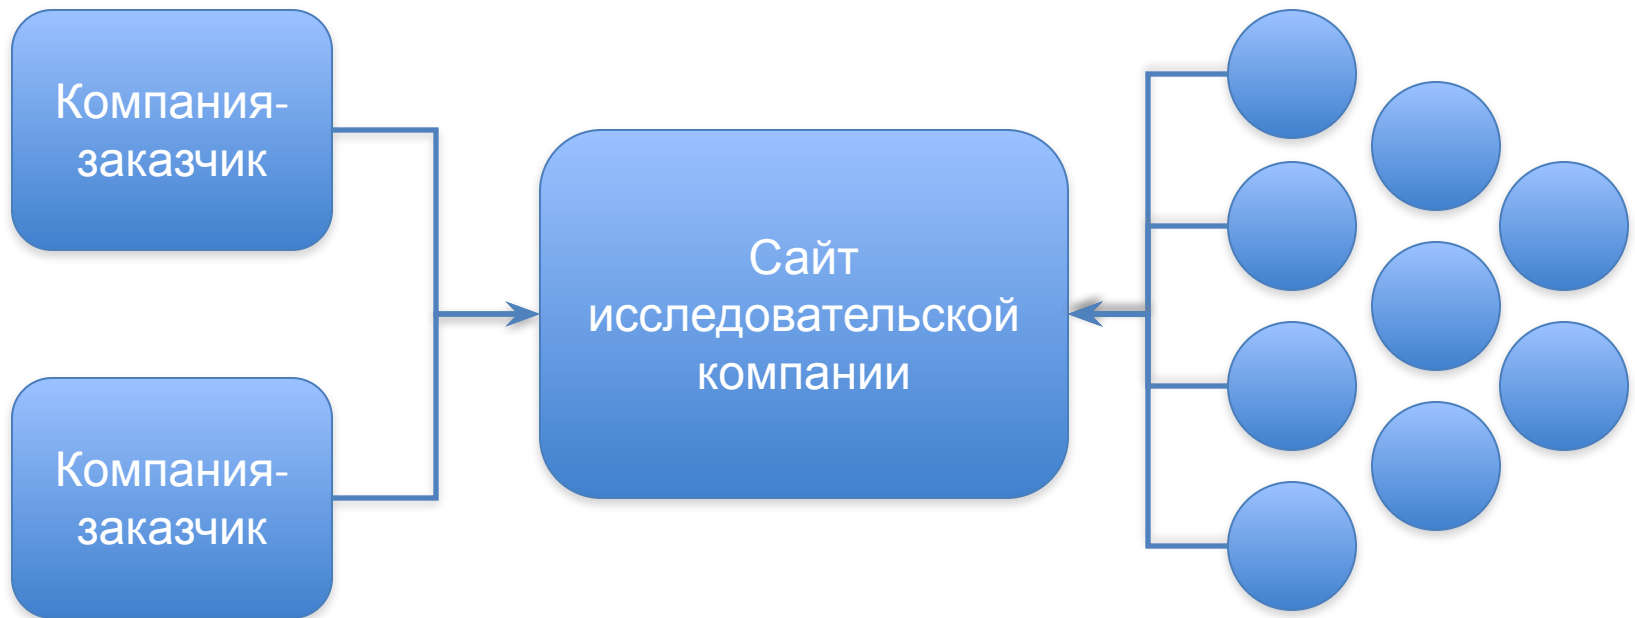 Компания-
заказчик
Сайт
исследовательской
компании
Компания-
заказчик